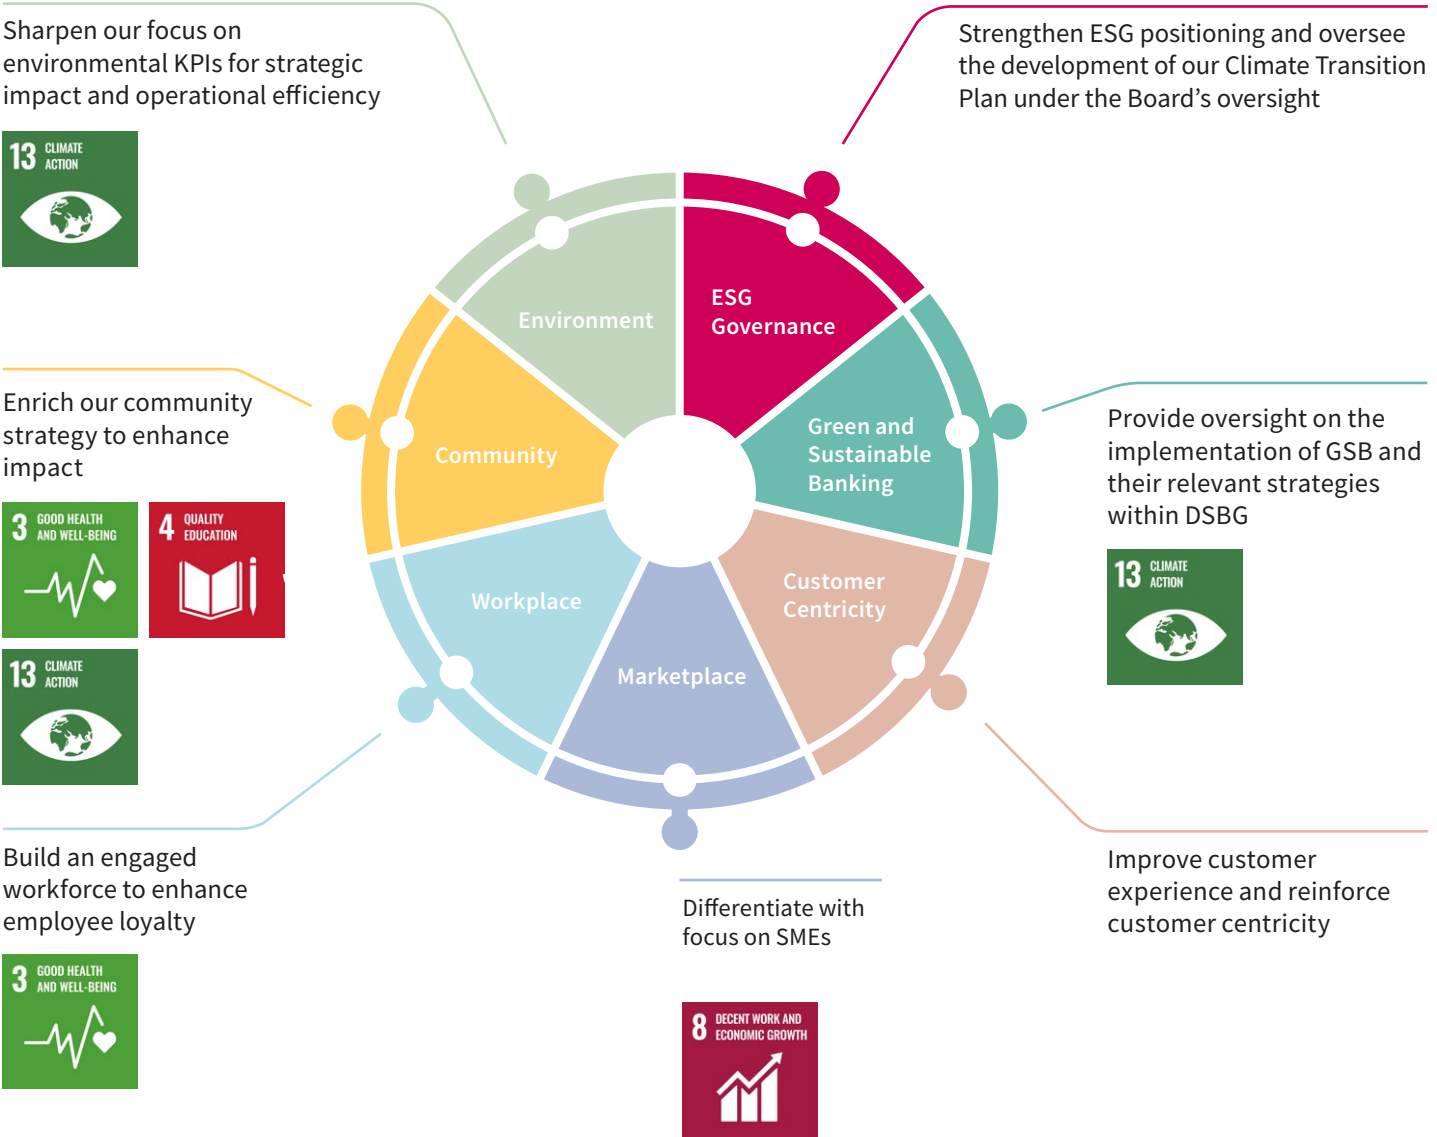 Sharpen our focus on
environmental KPIs for strategic
impact and operational efficiency
13 CLIMATE
ACTION
Strengthen ESG positioning and oversee
the development of our Climate Transition
Plan under the Board’s oversight
Environment
ESG
Governance
Community
Green and
Sustainable
Banking
Workplace
Customer
Centricity
Marketplace
Enrich our community
strategy to enhance
impact
3 GOOD HEALTH
AND WELL-BEING
4 QUALITY
EDUCATION
13 CLIMATE
ACTION
Provide oversight on the
implementation of GSB and
their relevant strategies
within DSBG
13 CLIMATE
ACTION
Build an engaged
workforce to enhance
employee loyalty
3 GOOD HEALTH
AND WELL-BEING
Differentiate with
focus on SMEs
8 DECENT WORK AND
ECONOMIC GROWTH
Improve customer
experience and reinforce
customer centricity